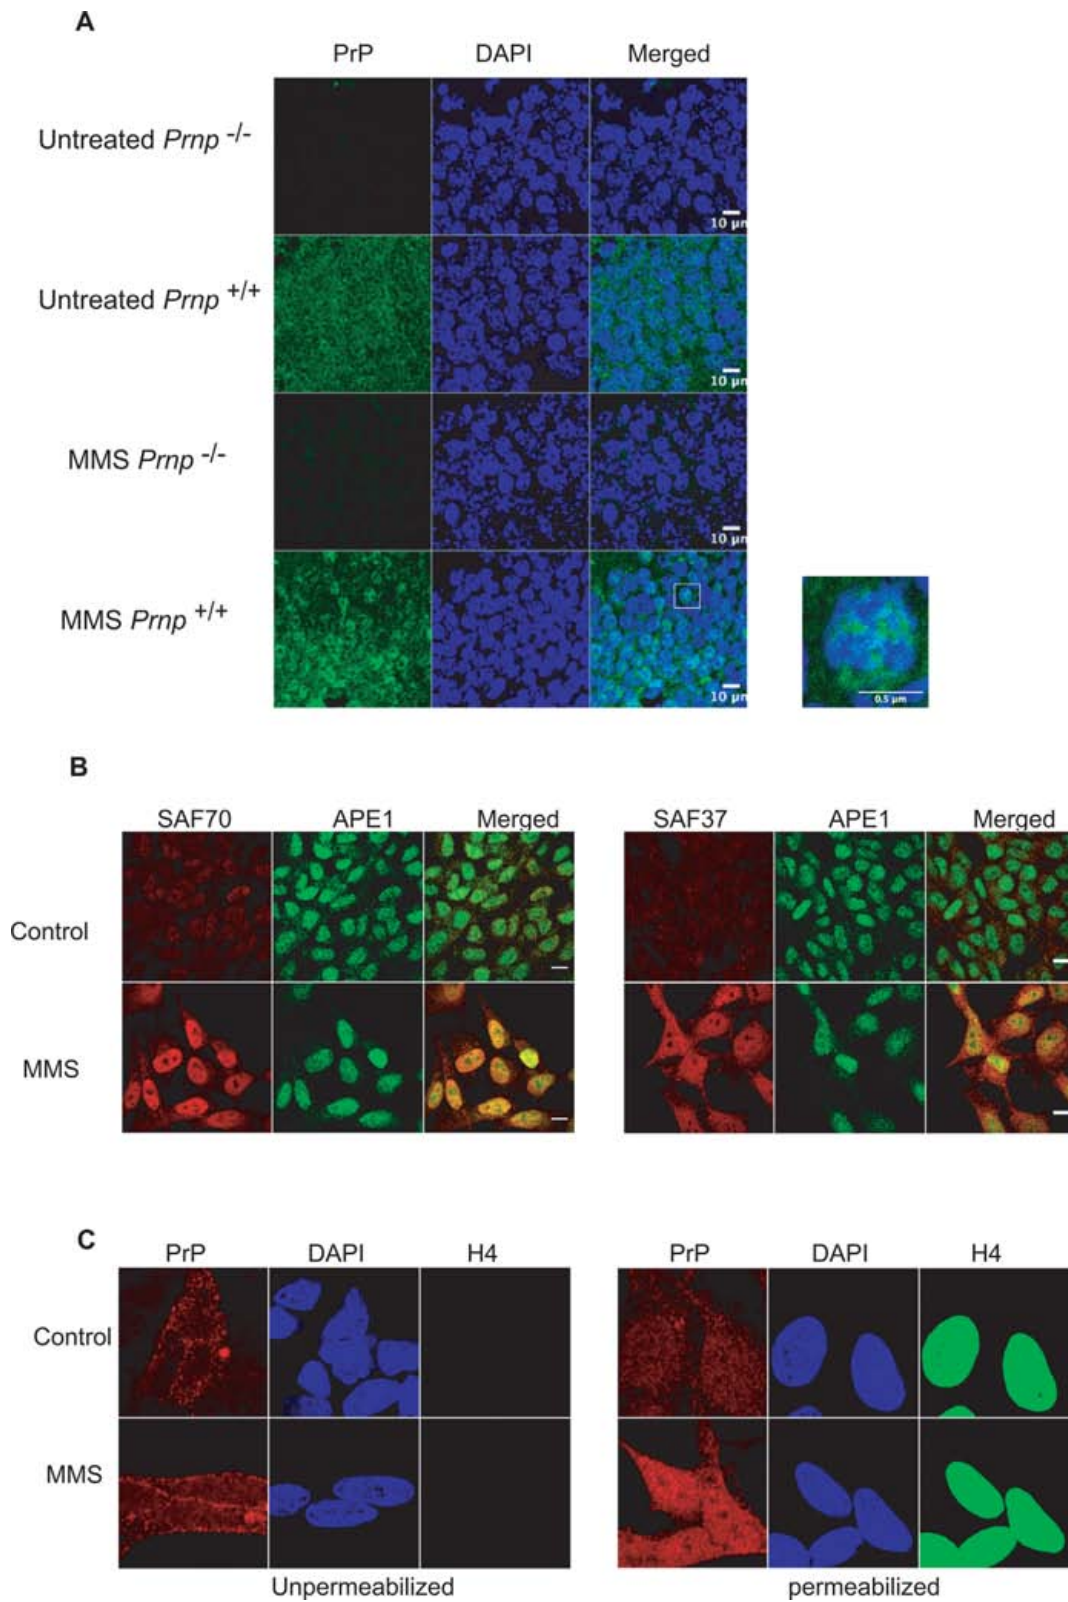 A
PrP DAPI Merged
Untreated Prnp -/-
10 µm
Untreated Prnp +/+
10 µm
MMS Prnp -/-
10 µm
MMS Prnp +/+
10 µm
0.5 µm
B
SAF70 APE1 Merged SAF37 APE1 Merged
Control
MMS
C
PrP DAPI H4 PrP DAPI H4
Control
MMS
Unpermeabilized permeabilized